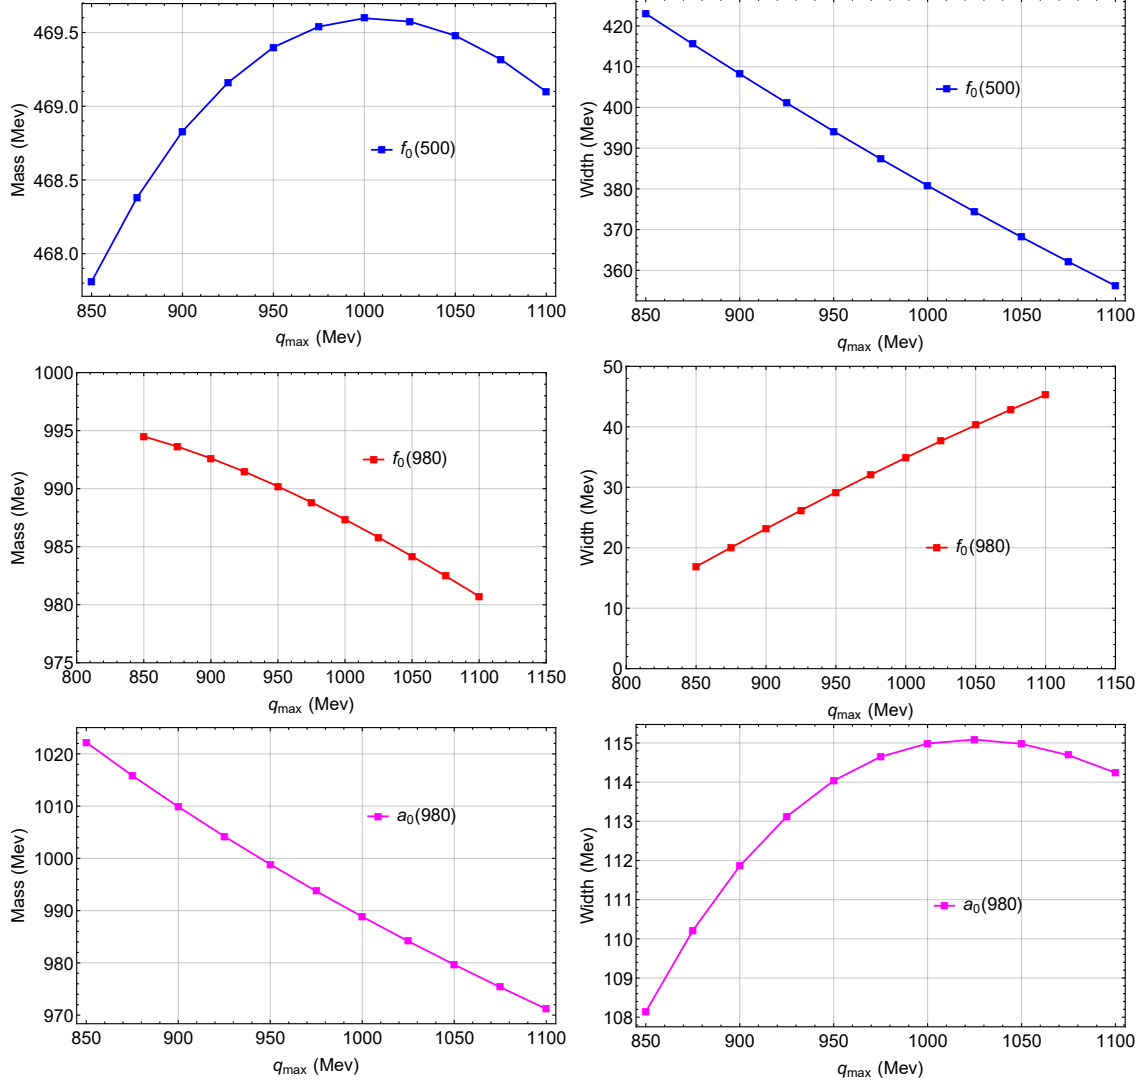 469.5
469.0
468.5
468.0
Mass (Mev)
f0(500)
850 900 950 1000 1050 1100
qmax (Mev)
420
410
400
390
380
370
360
Width (Mev)
f0(500)
850 900 950 1000 1050 1100
qmax (Mev)
1000
995
990
985
980
975
Mass (Mev)
f0(980)
800 850 900 950 1000 1050 1100 1150
qmax (Mev)
50
40
30
20
10
0
Width (Mev)
f0(980)
800 850 900 950 1000 1050 1100 1150
qmax (Mev)
1020
1010
1000
990
980
970
Mass (Mev)
a0(980)
850 900 950 1000 1050 1100
qmax (Mev)
115
114
113
112
111
110
109
108
Width (Mev)
a0(980)
850 900 950 1000 1050 1100
qmax (Mev)